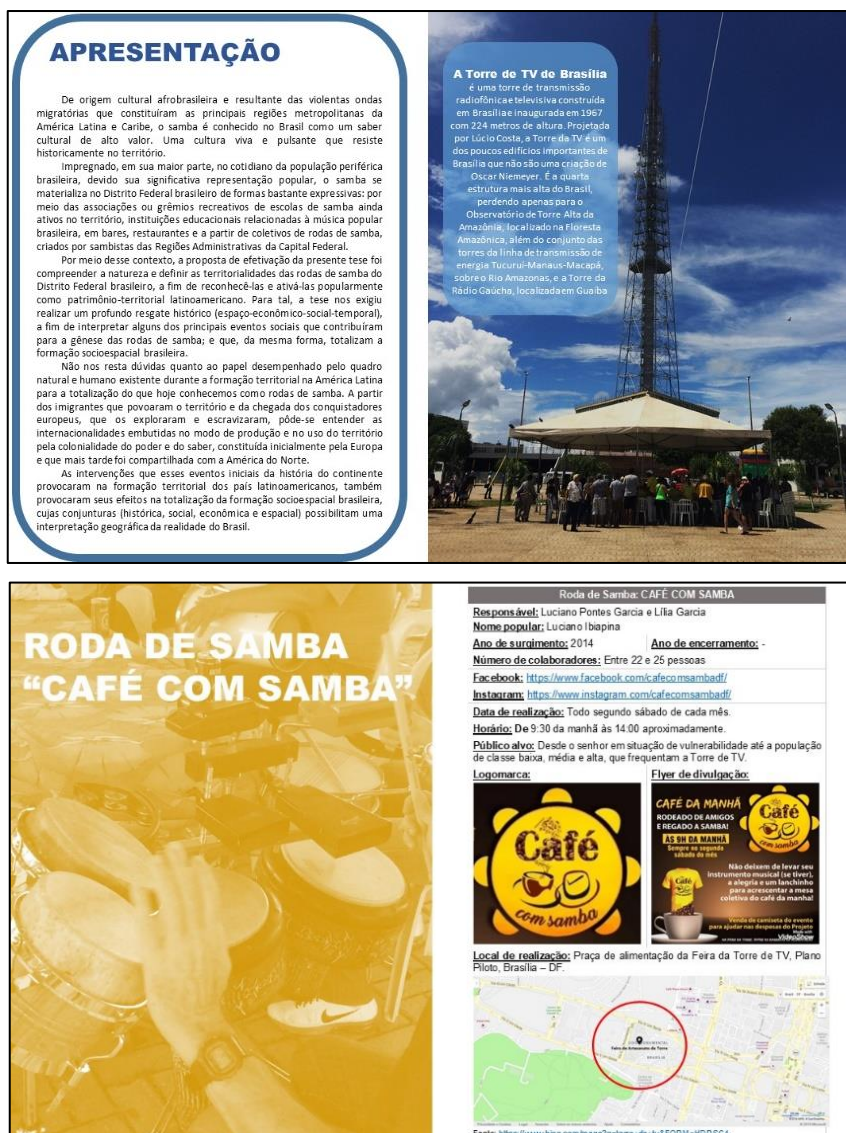 APRESENTAÇÃO
De origem cultural afrobrasileira e resultante das violentas ondas
migratórias que constituíram as principais regiões metropolitanas da
América Latina e Caribe, o samba é conhecido no Brasil como um saber
cultural de alto valor. Uma cultura viva e pulsante que resiste
historicamente no território.
Impregnado, em sua maior parte, no cotidiano da população periférica
brasileira, devido sua significativa representação popular, o samba se
materializa no Distrito Federal brasileiro de formas bastante expressivas: por
meio das associações ou grêmios recreativos de escolas de samba ainda
ativos no território, instituições educacionais relacionadas à música popular
brasileira, em bares, restaurantes e a partir de coletivos de rodas de samba,
criados por sambistas das Regiões Administrativas da Capital Federal.
Por meio desse contexto, a proposta de efetivação da presente tese foi
compreender a natureza e definir as territorialidades das rodas de samba do
Distrito Federal brasileiro, a fim de reconhecê-las e ativá-las popularmente
como patrimônio-territorial latinoamericano. Para tal, a tese nos exigiu
realizar um profundo resgate histórico (espaço-econômico-social-temporal),
a fim de interpretar alguns dos principais eventos sociais que contribuíram
para a gênese das rodas de samba; e que, da mesma forma, totalizam a
formação socioespacial brasileira.
Não nos resta dúvidas quanto ao papel desempenhado pelo quadro
natural e humano existente durante a formação territorial na América Latina
para a totalização do que hoje conhecemos como rodas de samba. A partir
dos imigrantes que povoaram o território e da chegada dos conquistadores
europeus, que os exploraram e escravizaram, pôde-se entender as
internacionalidades embutidas no modo de produção e no uso do território
pela colonialidade do poder e do saber, constituída inicialmente pela Europa
e que mais tarde foi compartilhada com a América do Norte.
As intervenções que esses eventos iniciais da história do continente
provocaram na formação territorial dos país latinoamericanos, também
provocaram seus efeitos na totalização da formação socioespacial brasileira,
cujas conjunturas (histórica, social, econômica e espacial) possibilitam uma
interpretação geográfica da realidade do Brasil.
A Torre de TV de Brasília
é uma torre de transmissão
radiofônica e televisiva construída
em Brasília e inaugurada em 1967
com 224 metros de altura. Projetada
por Lúcio Costa, a Torre da TV é um
dos poucos edifícios importantes de
Brasília que não são uma criação de
Oscar Niemeyer. É a quarta
estrutura mais alta do Brasil,
perdendo apenas para o
Observatório de Torre Alta da
Amazônia, localizado na Floresta
Amazônica, além do conjunto das
torres da linha de transmissão de
energia Tucuruí-Manaus-Macapá,
sobre o Rio Amazonas, e a Torre da
Rádio Gaúcha, localizada em Guaíba
RODA DE SAMBA
“CAFÉ COM SAMBA”
Roda de Samba: CAFÉ COM SAMBA
Responsável: Luciano Pontes Garcia e Lília Garcia
Nome popular: Luciano Ibiapina
Ano de surgimento: 2014 Ano de encerramento: -
Número de colaboradores: Entre 22 e 25 pessoas
Facebook: https://www.facebook.com/cafecomsambadf/
Instagram: https://www.instagram.com/cafecomsambadf/
Data de realização: Todo segundo sábado de cada mês.
Horário: De 9:30 da manhã às 14:00 aproximadamente.
Público alvo: Desde o senhor em situação de vulnerabilidade até a população
de classe baixa, média e alta, que frequentam a Torre de TV.
Logomarca: Flyer de divulgação:
Café
com samba
CAFÉ DA MANHÃ
RODEADO DE AMIGOS
E REGADO A SAMBA!
ÀS 9H DA MANHÃ
Sempre no segundo
sábado do mês
Café
com samba
Não deixem de levar seu
instrumento musical (se tiver),
a alegria e um lanchinho
para acrescentar a mesa
coletiva do café da manhã!
Venda de camiseta do evento
para ajudar nas despesas do Projeto
VideoShow
Local de realização: Praça de alimentação da Feira da Torre de TV, Plano
Piloto, Brasília – DF.
Feira de Artesanato da Torre